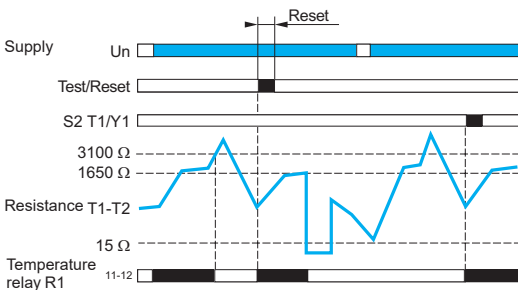 Reset
Supply Un
Test/Reset
S2 T1/Y1
3100 Ω
1650 Ω
Resistance T1-T2
15 Ω
Temperature
relay R1 11-12